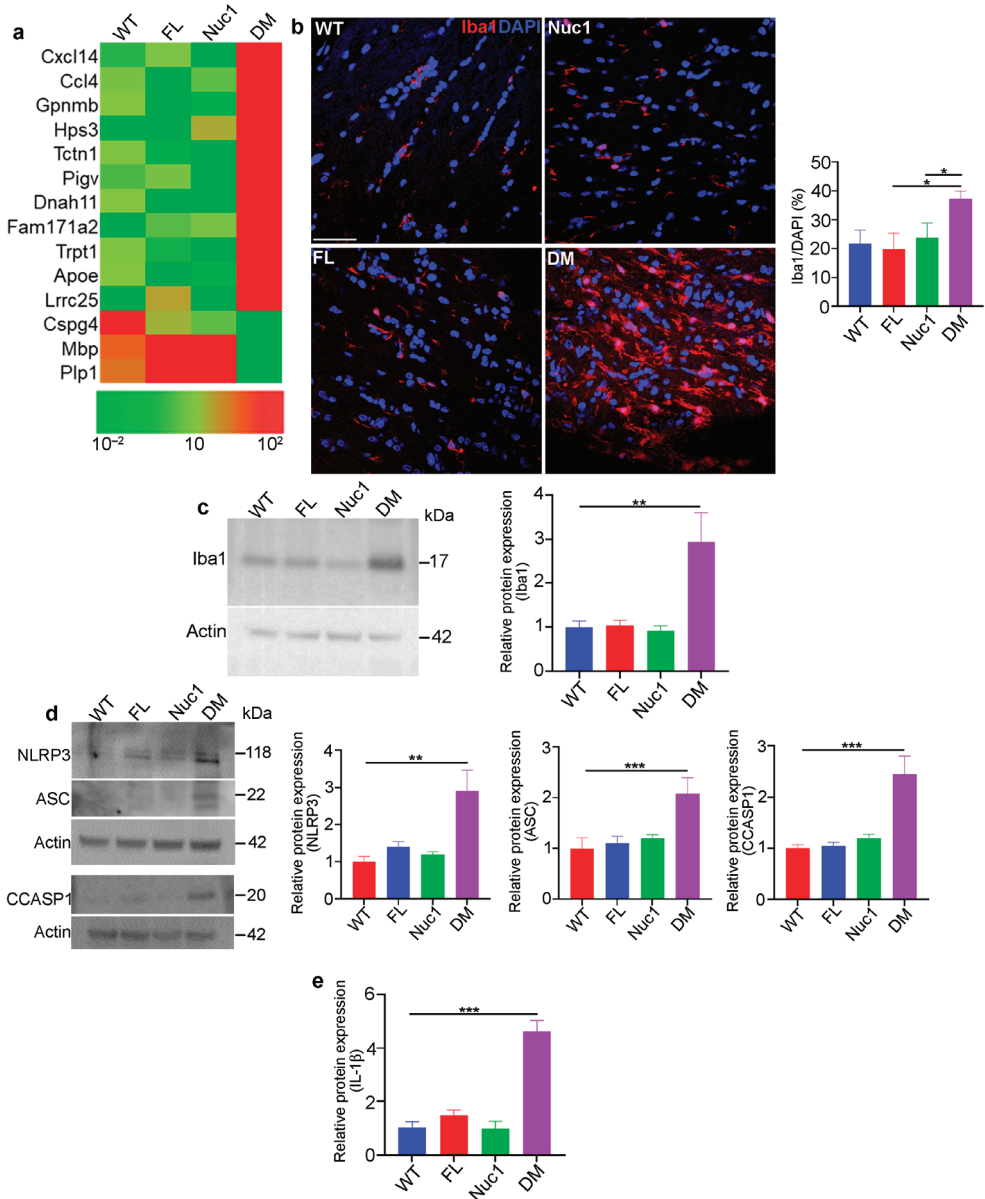 a
WT FL Nuc1 DM
Cxcl14
Ccl4
Gpnmb
Hps3
Tctn1
Pigv
Dnah11
Fam171a2
Trpt1
Apoe
Lrrc25
Cspg4
Mbp
Plp1
10⁻² 10 10²
b
WT
Iba1DAPI
Nuc1
FL
DM
Iba1/DAPI (%)
50
40
30
20
10
0
*
*
WT FL Nuc1 DM
c
WT FL Nuc1 DM
kDa
Iba1
–17
Actin
–42
Relative protein expression
(Iba1)
4
3
2
1
0
**
WT FL Nuc1 DM
d
WT FL Nuc1 DM
kDa
NLRP3
–118
ASC
–22
Actin
–42
CCASP1
–20
Actin
–42
Relative protein expression
(NLRP3)
4
3
2
1
0
**
WT FL Nuc1 DM
Relative protein expression
(ASC)
3
2
1
0
***
WT FL Nuc1 DM
Relative protein expression
(CCASP1)
3
2
1
0
***
WT FL Nuc1 DM
e
Relative protein expression
(IL-1β)
6
4
2
0
***
WT FL Nuc1 DM